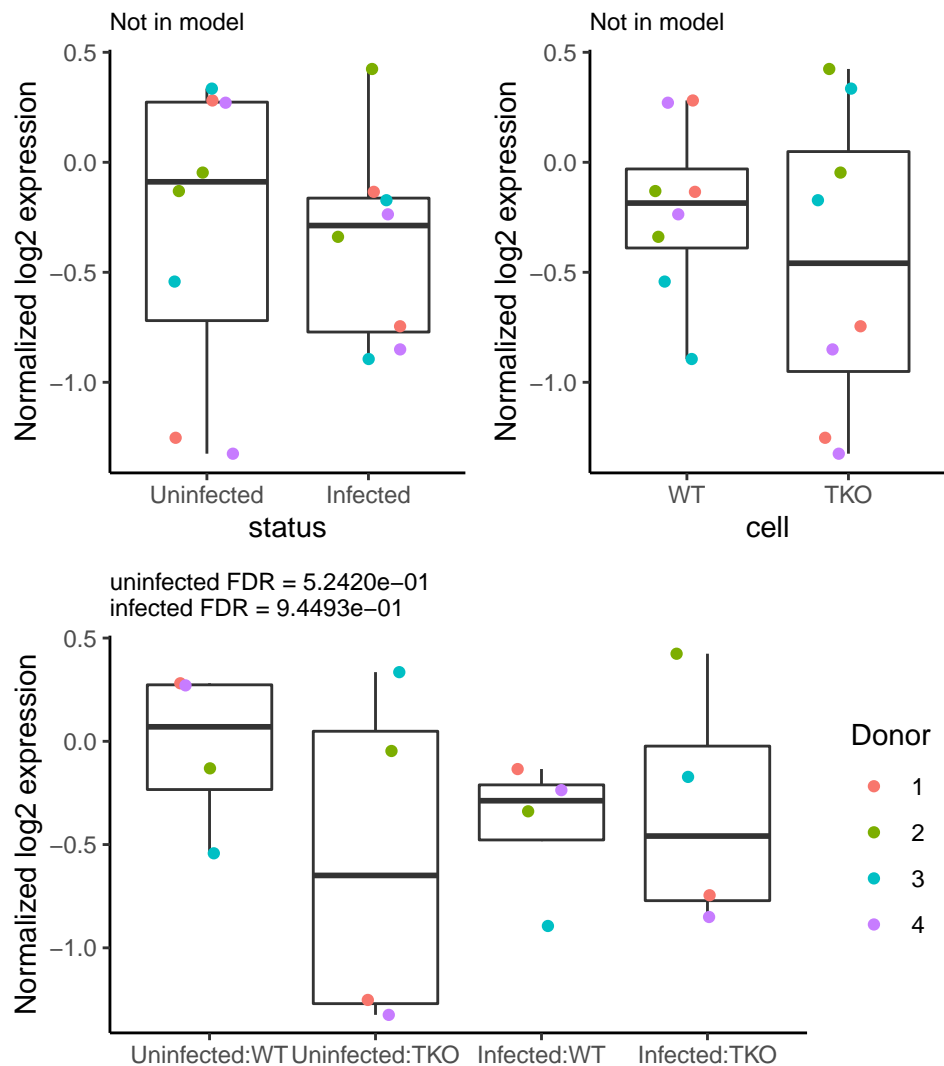 Not in model
Normalized log2 expression
0.5
0.0
−0.5
−1.0
Uninfected Infected
status
Not in model
Normalized log2 expression
0.5
0.0
−0.5
−1.0
WT TKO
cell
uninfected FDR = 5.2420e−01
infected FDR = 9.4493e−01
Normalized log2 expression
0.5
0.0
−0.5
−1.0
Uninfected:WT Uninfected:TKO Infected:WT Infected:TKO
Donor
1
2
3
4